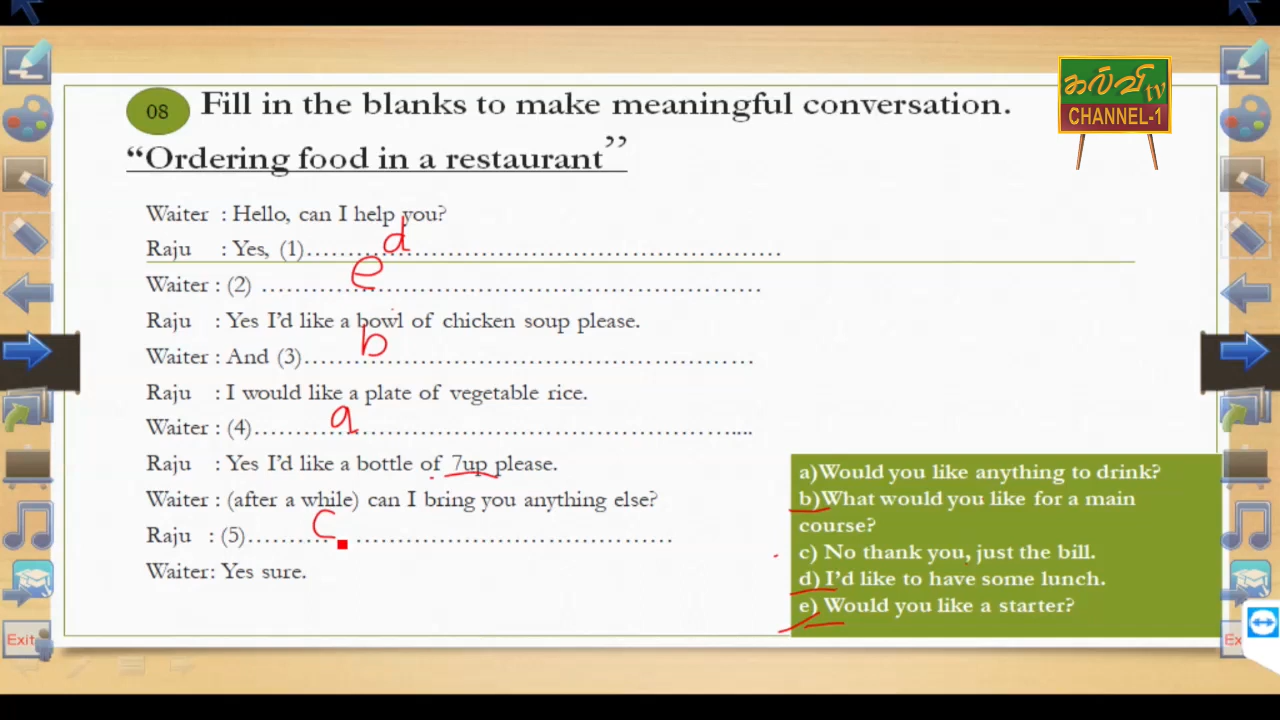 08 Fill in the blanks to make meaningful conversation.
“Ordering food in a restaurant”
கல்வி tv
CHANNEL-1
Waiter : Hello, can I help you?
Raju : Yes, (1)..................d..................................................
Waiter : (2) ................e..................................................
Raju : Yes I’d like a bowl of chicken soup please.
Waiter : And (3)............b..................................................
Raju : I would like a plate of vegetable rice.
Waiter : (4)..................a..................................................
Raju : Yes I’d like a bottle of 7up please.
Waiter : (after a while) can I bring you anything else?
Raju : (5)..................c..................................................
Waiter: Yes sure.
a)Would you like anything to drink?
b)What would you like for a main
course?
c) No thank you, just the bill.
d) I’d like to have some lunch.
e) Would you like a starter?
Exit
Ex